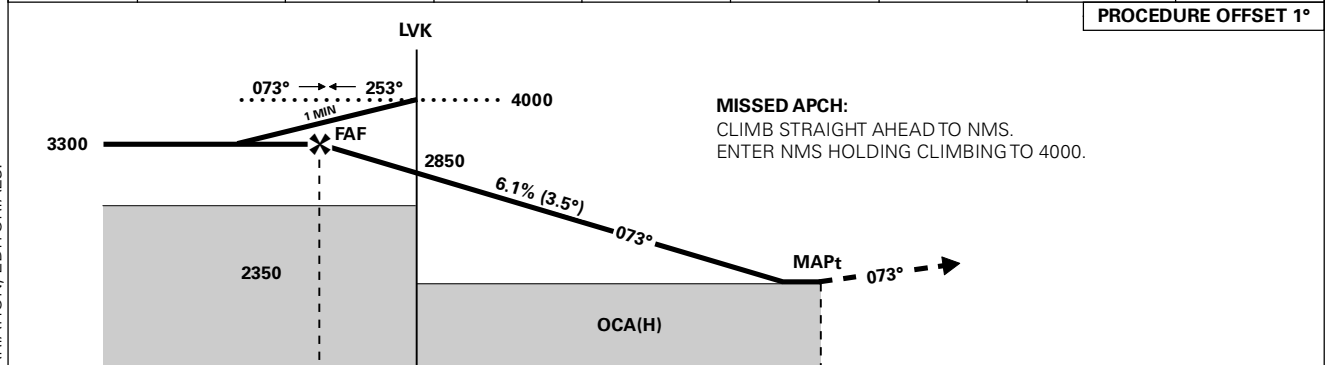 PROCEDURE OFFSET 1°
LVK
073° 253°
4000
1 MIN
FAF
3300
2850
6.1% (3.5°)
073°
MISSED APCH:
CLIMB STRAIGHT AHEAD TO NMS.
ENTER NMS HOLDING CLIMBING TO 4000.
2350
MAPt
073°
OCA(H)